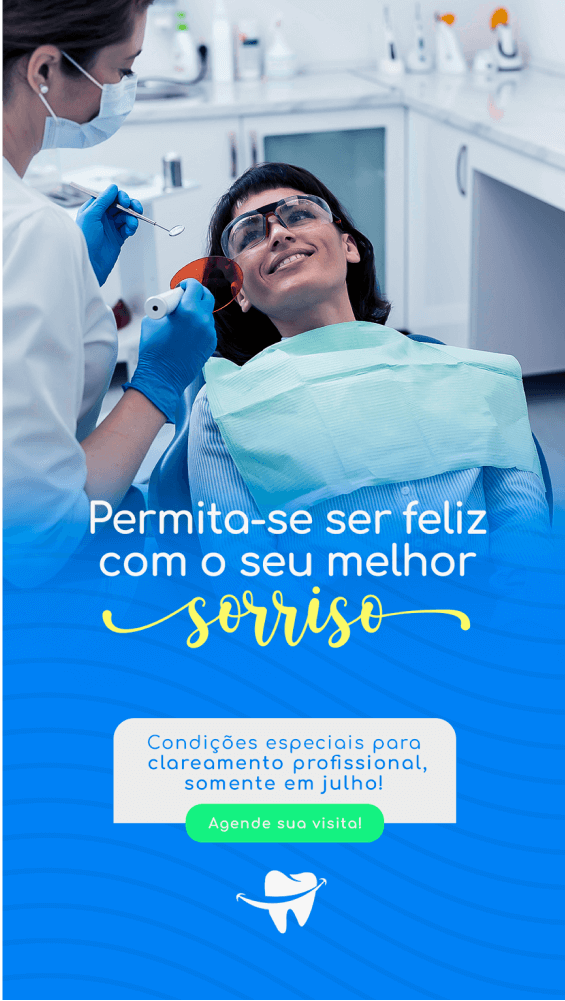 Permita-se ser feliz
com o seu melhor
sorriso
Condições especiais para
clareamento profissional,
somente em julho!
Agende sua visita!